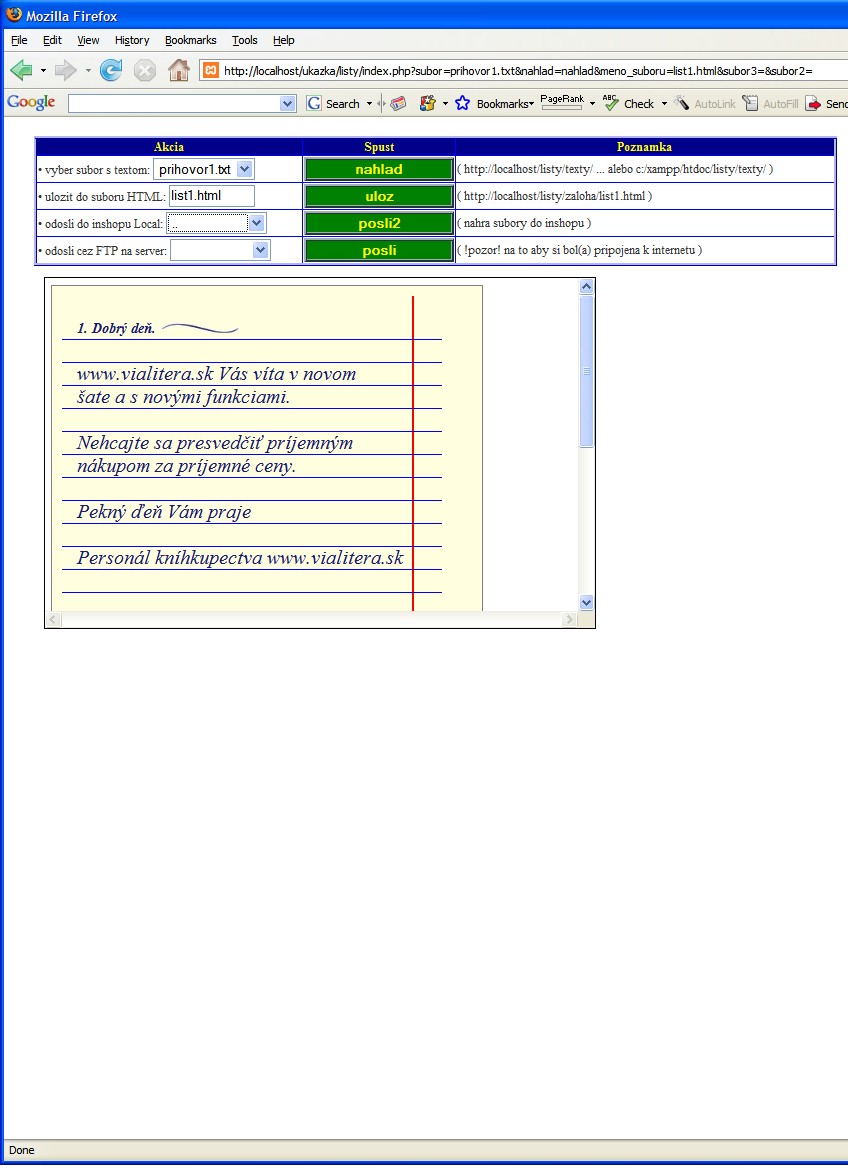 Mozilla Firefox
File Edit View History Bookmarks Tools Help
http://localhost/ukazka/listy/index.php?subor=prihovor1.txt&nahlad=nahlad&meno_suboru=list1.html&subor3=&subor2=
Google G Search Bookmarks PageRank ABC Check AutoLink AutoFill Send
Akcia Spust Poznamka
• vyber subor s textom: prihovor1.txt nahlad ( http://localhost/listy/texty/ ... alebo c:/xampp/htdoc/listy/texty/ )
• ulozit do suboru HTML: list1.html uloz ( http://localhost/listy/zaloha/list1.html )
• odosli do inshopu Local: .. posli2 ( nahra subory do inshopu )
• odosli cez FTP na server: posli ( !pozor! na to aby si bol(a) pripojena k internetu )
1. Dobrý deň.
www.vialitera.sk Vás víta v novom
šate a s novými funkciami.
Nehcajte sa presvedčiť príjemným
nákupom za príjemné ceny.
Pekný ďeň Vám praje
Personál kníhkupectva www.vialitera.sk
Done